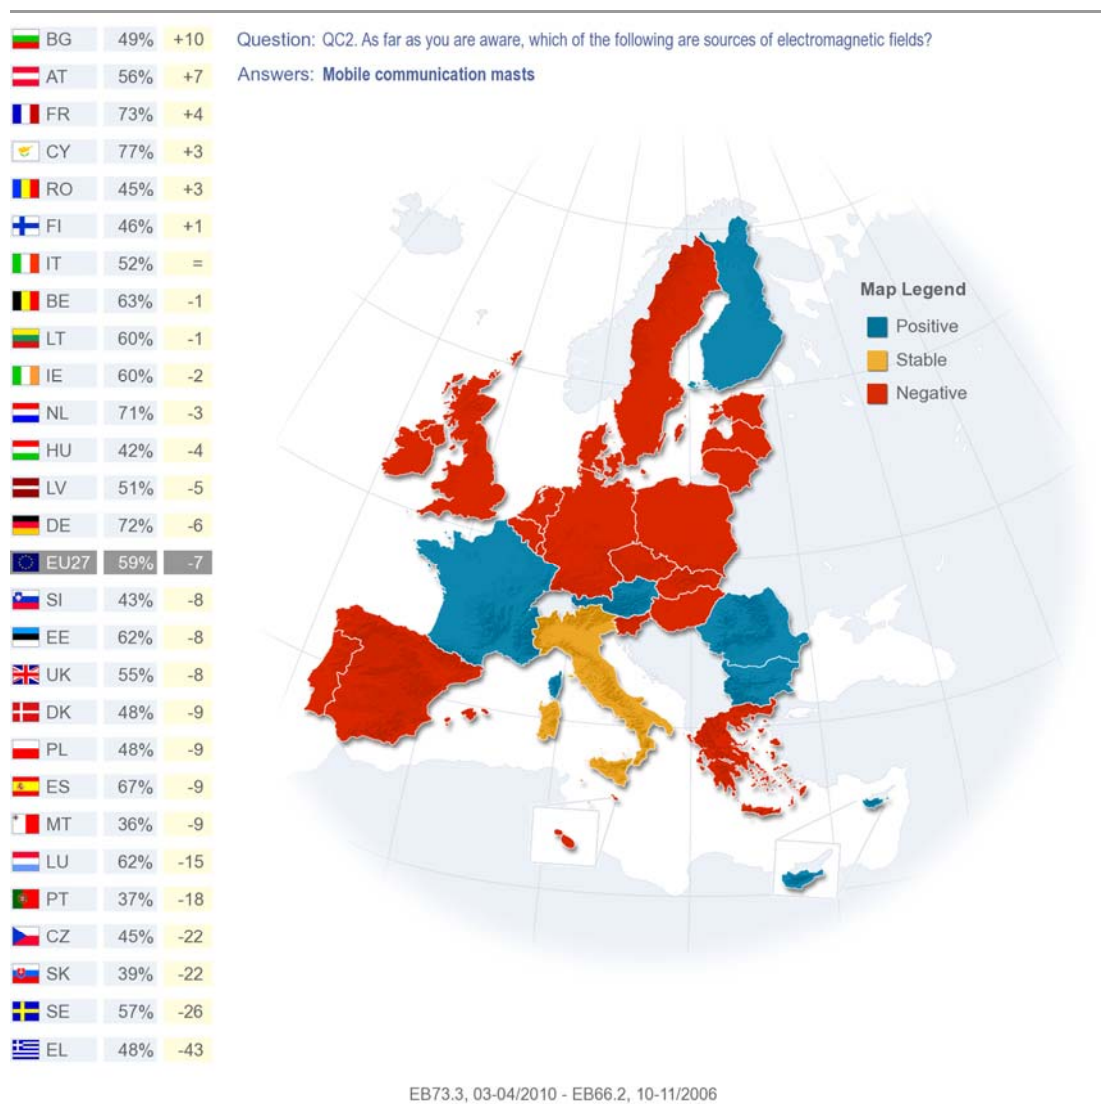 Question: QC2. As far as you are aware, which of the following are sources of electromagnetic fields?
Answers: Mobile communication masts
BG 49% +10
AT 56% +7
FR 73% +4
CY 77% +3
RO 45% +3
FI 46% +1
IT 52% =
BE 63% -1
LT 60% -1
IE 60% -2
NL 71% -3
HU 42% -4
LV 51% -5
DE 72% -6
EU27 59% -7
SI 43% -8
EE 62% -8
UK 55% -8
DK 48% -9
PL 48% -9
ES 67% -9
MT 36% -9
LU 62% -15
PT 37% -18
CZ 45% -22
SK 39% -22
SE 57% -26
EL 48% -43
Map Legend
Positive
Stable
Negative
EB73.3, 03-04/2010 - EB66.2, 10-11/2006